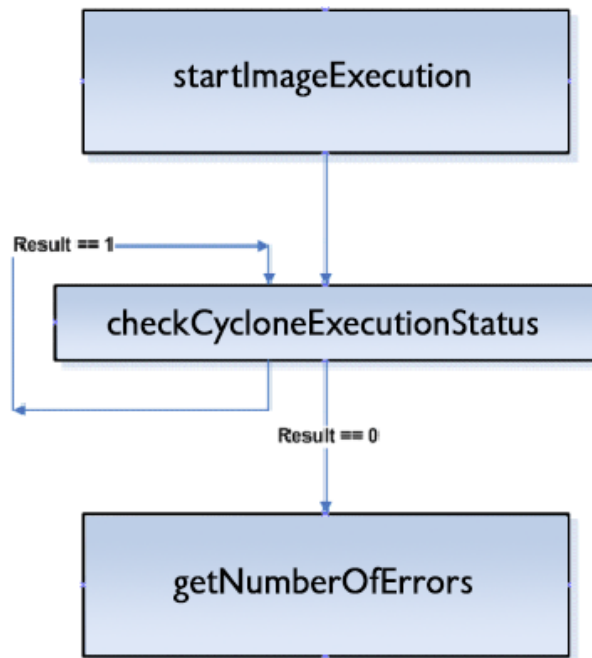 startImageExecution
Result == 1
checkCycloneExecutionStatus
Result == 0
getNumberOfErrors